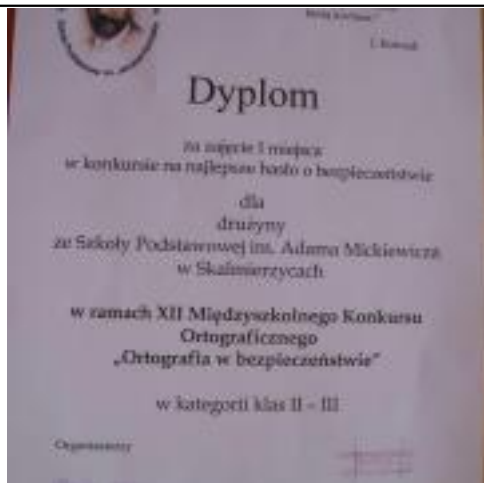 Dyplom
za zajęcie I miejsca
w konkursie na najlepsze hasło o bezpieczeństwie
dla
drużyny
ze Szkoły Podstawowej im. Adama Mickiewicza
w Skalmierzycach
w ramach XII Międzyszkolnego Konkursu
Ortograficznego
„Ortografia w bezpieczeństwie"
w kategorii klas II – III
Organizatorzy